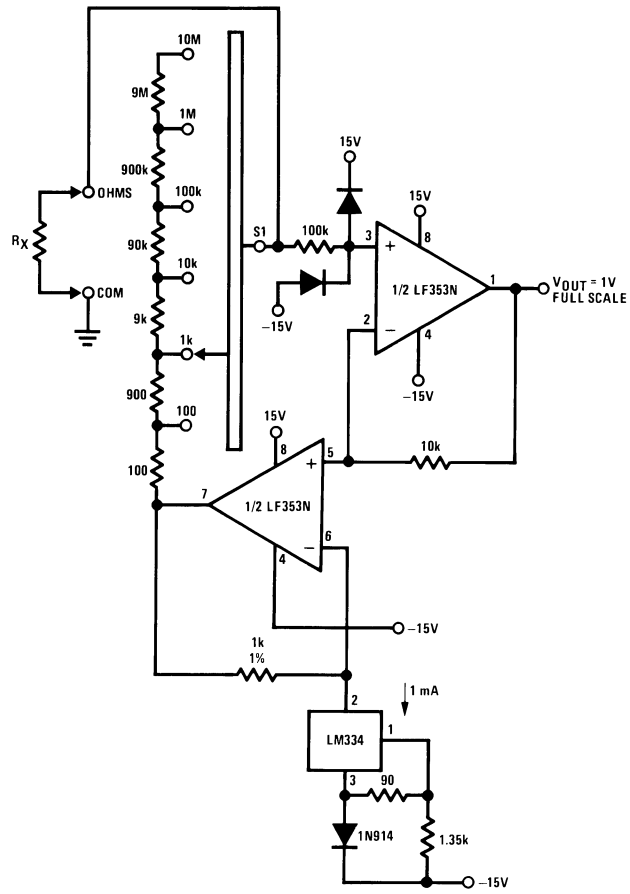 10M
9M
1M
900k
15V
OHMS
100k
15V
RX
S1
100k
3
8
90k
+
1/2 LF353N
1
VOUT = 1V
FULL SCALE
10k
COM
-15V
2
−
4
9k
1k
-15V
900
15V
100
8
5
+
10k
100
7
1/2 LF353N
6
−
4
-15V
1k
1%
2
1 mA
LM334
1
3
90
1N914
1.35k
-15V